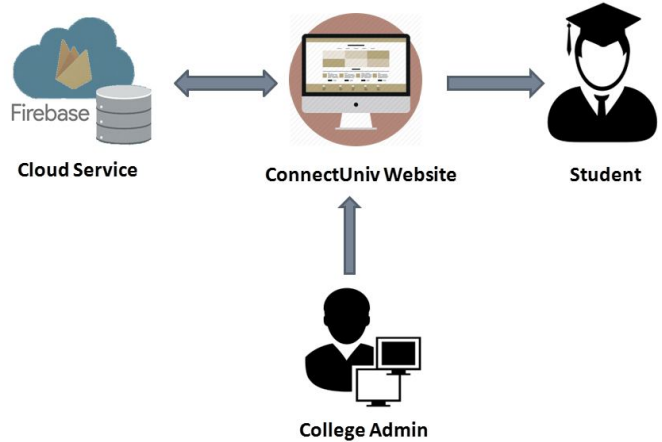 Firebase
Cloud Service
ConnectUniv Website
Student
College Admin